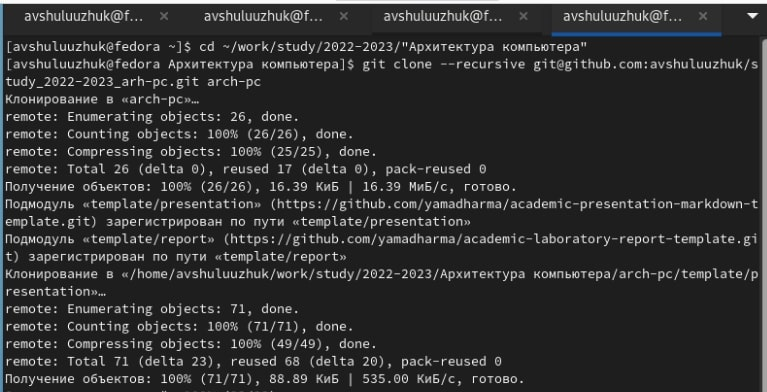 avshuluuzhuk@f... × avshuluuzhuk@f... × avshuluuzhuk@f... × avshuluuzhuk@f... ×
[avshuluuzhuk@fedora ~]$ cd ~/work/study/2022-2023/"Архитектура компьютера"
[avshuluuzhuk@fedora Архитектура компьютера]$ git clone --recursive git@github.com:avshuluuzhuk/s
tudy_2022-2023_arh-pc.git arch-pc
Клонирование в «arch-pc»…
remote: Enumerating objects: 26, done.
remote: Counting objects: 100% (26/26), done.
remote: Compressing objects: 100% (25/25), done.
remote: Total 26 (delta 0), reused 17 (delta 0), pack-reused 0
Получение объектов: 100% (26/26), 16.39 КиБ | 16.39 МиБ/с, готово.
Подмодуль «template/presentation» (https://github.com/yamadharma/academic-presentation-markdown-t
emplate.git) зарегистрирован по пути «template/presentation»
Подмодуль «template/report» (https://github.com/yamadharma/academic-laboratory-report-template.gi
t) зарегистрирован по пути «template/report»
Клонирование в «/home/avshuluuzhuk/work/study/2022-2023/Архитектура компьютера/arch-pc/template/p
resentation»…
remote: Enumerating objects: 71, done.
remote: Counting objects: 100% (71/71), done.
remote: Compressing objects: 100% (49/49), done.
remote: Total 71 (delta 23), reused 68 (delta 20), pack-reused 0
Получение объектов: 100% (71/71), 88.89 КиБ | 535.00 КиБ/с, готово.